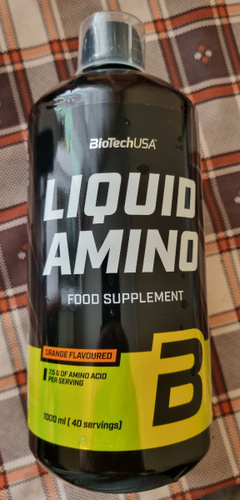 BioTechUSA
LIQUID
AMINO
FOOD SUPPLEMENT
ORANGE FLAVOURED
7.5 G OF AMINO ACID
PER SERVING
1000 ml (40 servings)
B